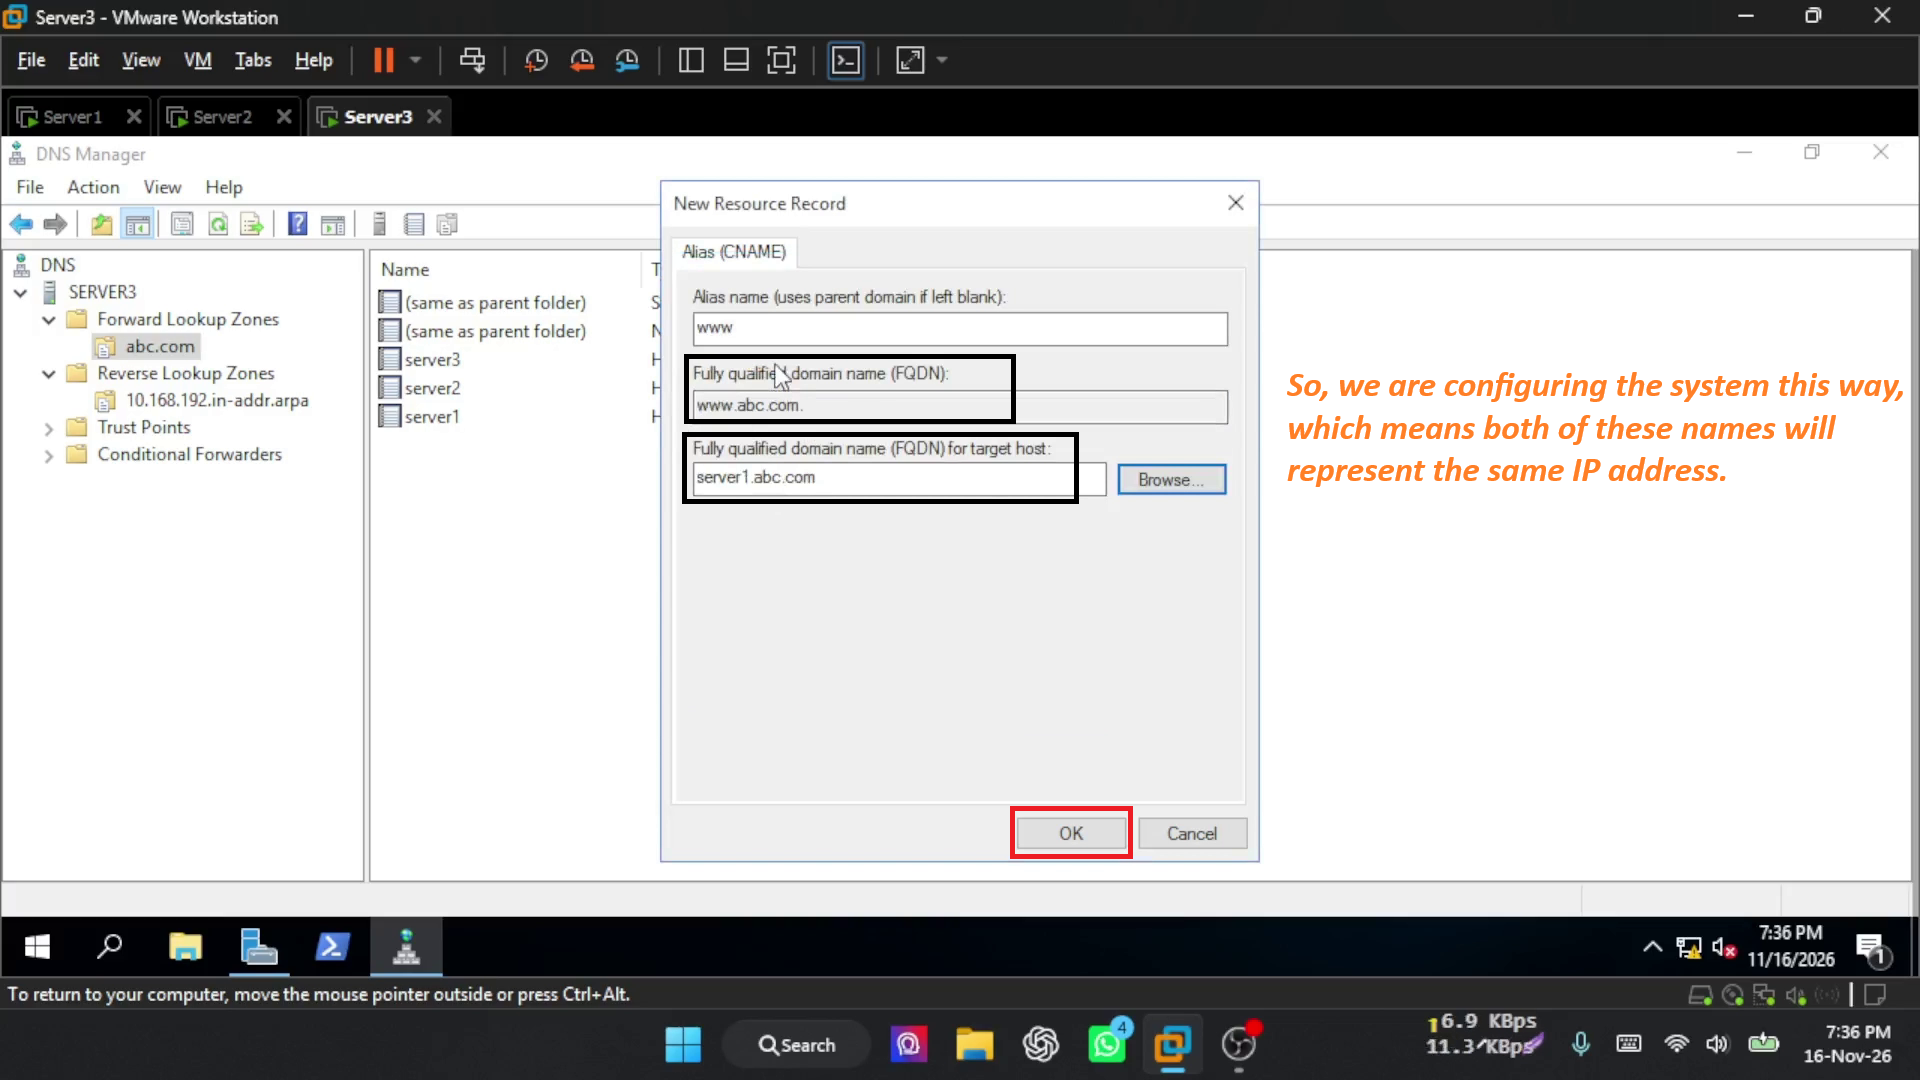 Server3 - VMware Workstation
File Edit View VM Tabs Help
Server1 Server2 Server3
DNS Manager
File Action View Help
DNS
SERVER3
Forward Lookup Zones
abc.com
Reverse Lookup Zones
10.168.192.in-addr.arpa
Trust Points
Conditional Forwarders
Name T
(same as parent folder) S
(same as parent folder) N
server3 H
server2 H
server1 H
New Resource Record
Alias (CNAME)
Alias name (uses parent domain if left blank):
www
Fully qualified domain name (FQDN):
www.abc.com.
Fully qualified domain name (FQDN) for target host:
server1.abc.com
Browse...
OK Cancel
So, we are configuring the system this way,
which means both of these names will
represent the same IP address.
7:36 PM
11/16/2026
1
To return to your computer, move the mouse pointer outside or press Ctrl+Alt.
Search
4
6.9 KBps
11.3 KBps
7:36 PM
16-Nov-26